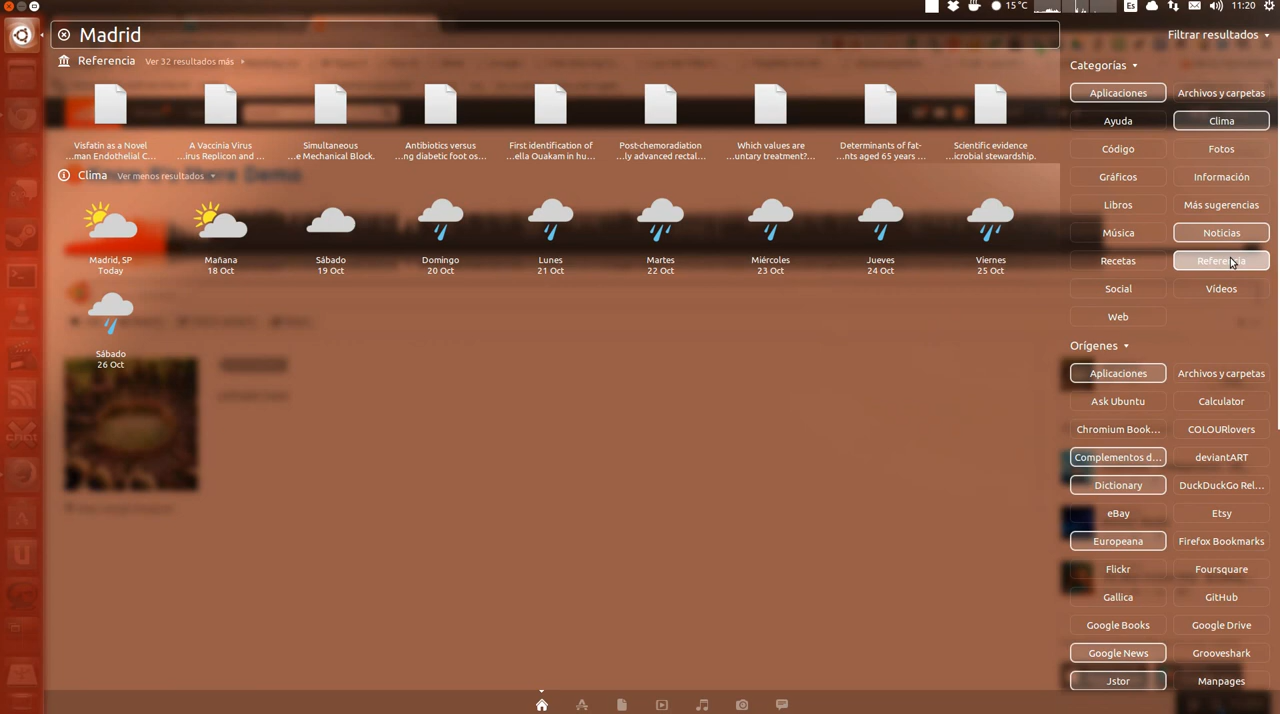 15 °C
Es
11:20
Madrid
Filtrar resultados
Referencia Ver 32 resultados más
Visfatin as a Novel
...man Endothelial C...
A Vaccinia Virus
...irus Replicon and ...
Simultaneous
...e Mechanical Block.
Antibiotics versus
...ng diabetic foot os...
First identification of
...ella Ouakam in hu...
Post-chemoradiation
...ly advanced rectal...
Which values are
...untary treatment?...
Determinants of fat-
...nts aged 65 years ...
Scientific evidence
...icrobial stewardship.
Clima Ver menos resultados
Madrid, SP
Today
Mañana
18 Oct
Sábado
19 Oct
Domingo
20 Oct
Lunes
21 Oct
Martes
22 Oct
Miércoles
23 Oct
Jueves
24 Oct
Viernes
25 Oct
Sábado
26 Oct
Categorías
Aplicaciones
Archivos y carpetas
Ayuda
Clima
Código
Fotos
Gráficos
Información
Libros
Más sugerencias
Música
Noticias
Recetas
Referencia
Social
Vídeos
Web
Orígenes
Aplicaciones
Archivos y carpetas
Ask Ubuntu
Calculator
Chromium Book...
COLOURlovers
Complementos d...
deviantART
Dictionary
DuckDuckGo Rel...
eBay
Etsy
Europeana
Firefox Bookmarks
Flickr
Foursquare
Gallica
GitHub
Google Books
Google Drive
Google News
Grooveshark
Jstor
Manpages